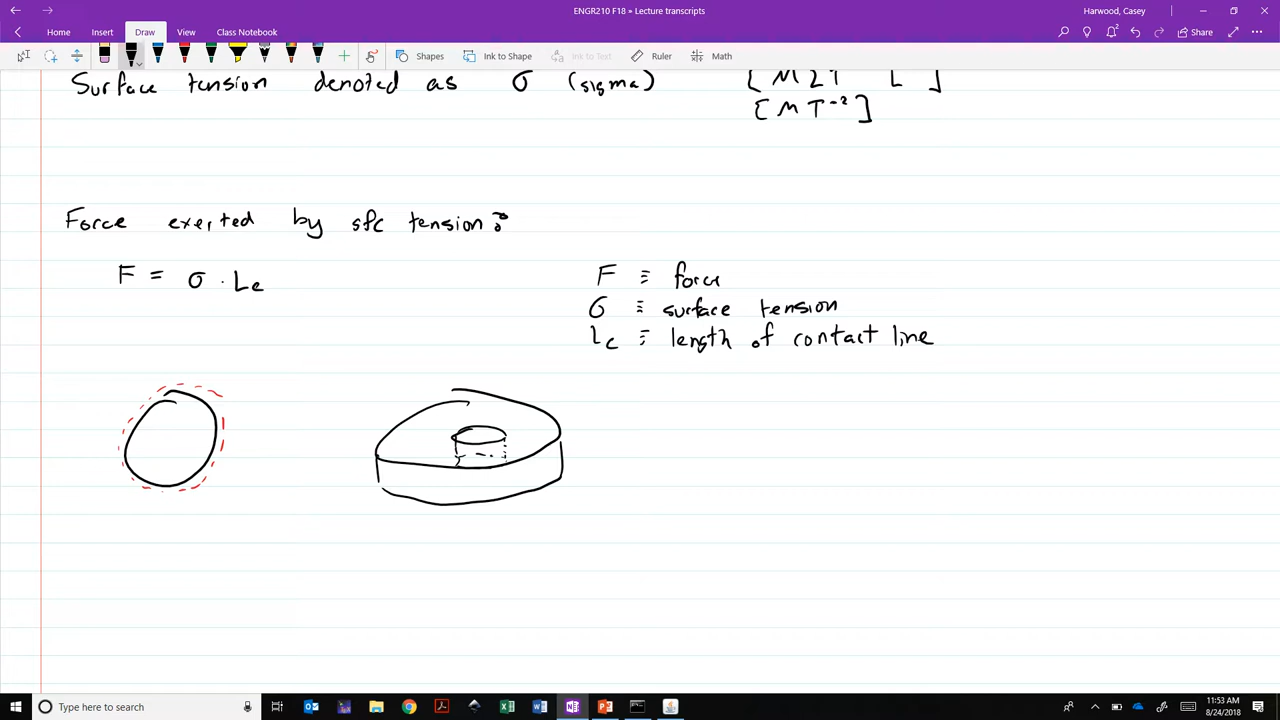 ENGR210 F18 » Lecture transcripts
Harwood, Casey
Home Insert Draw View Class Notebook
Share
Shapes Ink to Shape Ink to Text Ruler Math
Surface tension denoted as σ (sigma) [M L T L ]
[M T⁻²]
Force exerted by sfc tension:
F = σ · Lc
F ≡ force
σ ≡ surface tension
Lc ≡ length of contact line
Type here to search
11:53 AM
8/24/2018